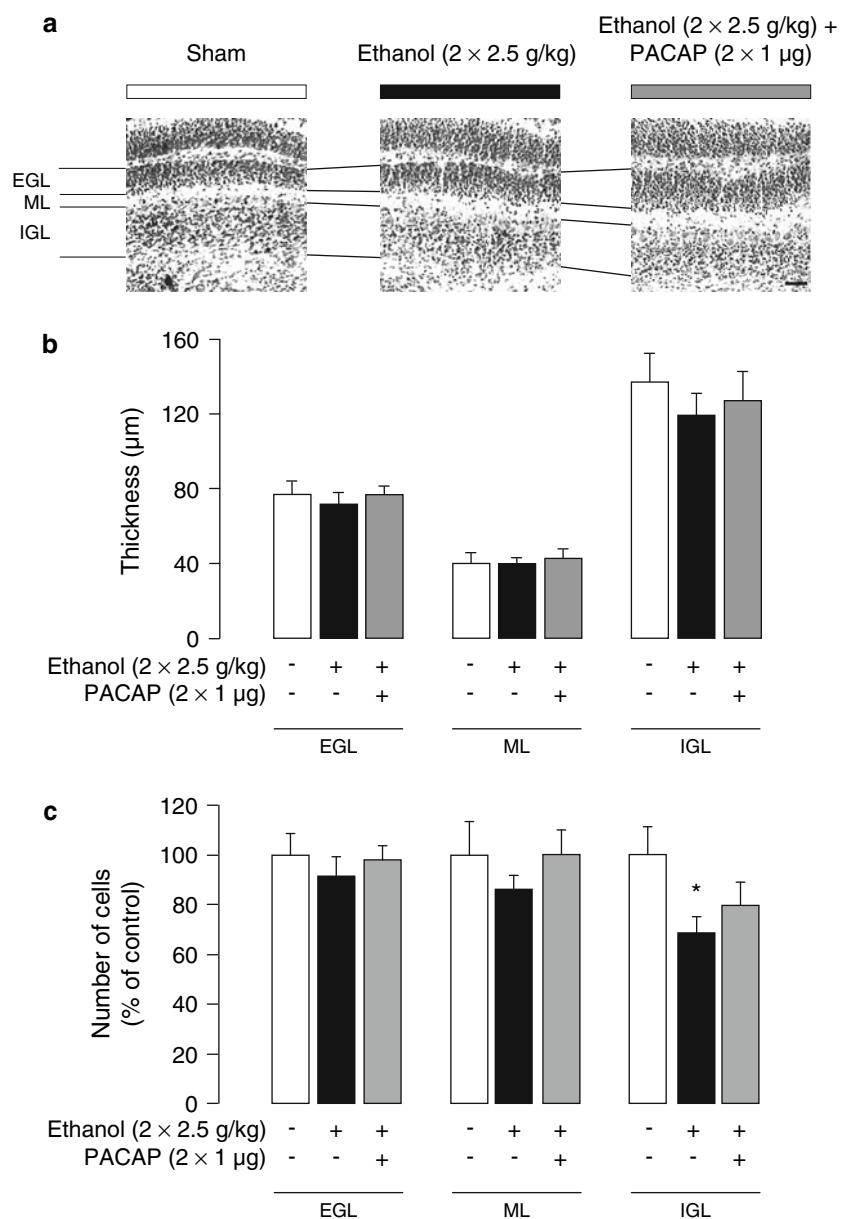 a
Sham
Ethanol (2 × 2.5 g/kg)
Ethanol (2 × 2.5 g/kg) +
PACAP (2 × 1 µg)
EGL
ML
IGL
b
Thickness (µm)
160
120
80
40
0
Ethanol (2 × 2.5 g/kg) - + + - + + - + +
PACAP (2 × 1 µg) - - + - - + - - +
EGL ML IGL
c
Number of cells
(% of control)
120
100
80
60
40
20
0
*
Ethanol (2 × 2.5 g/kg) - + + - + + - + +
PACAP (2 × 1 µg) - - + - - + - - +
EGL ML IGL